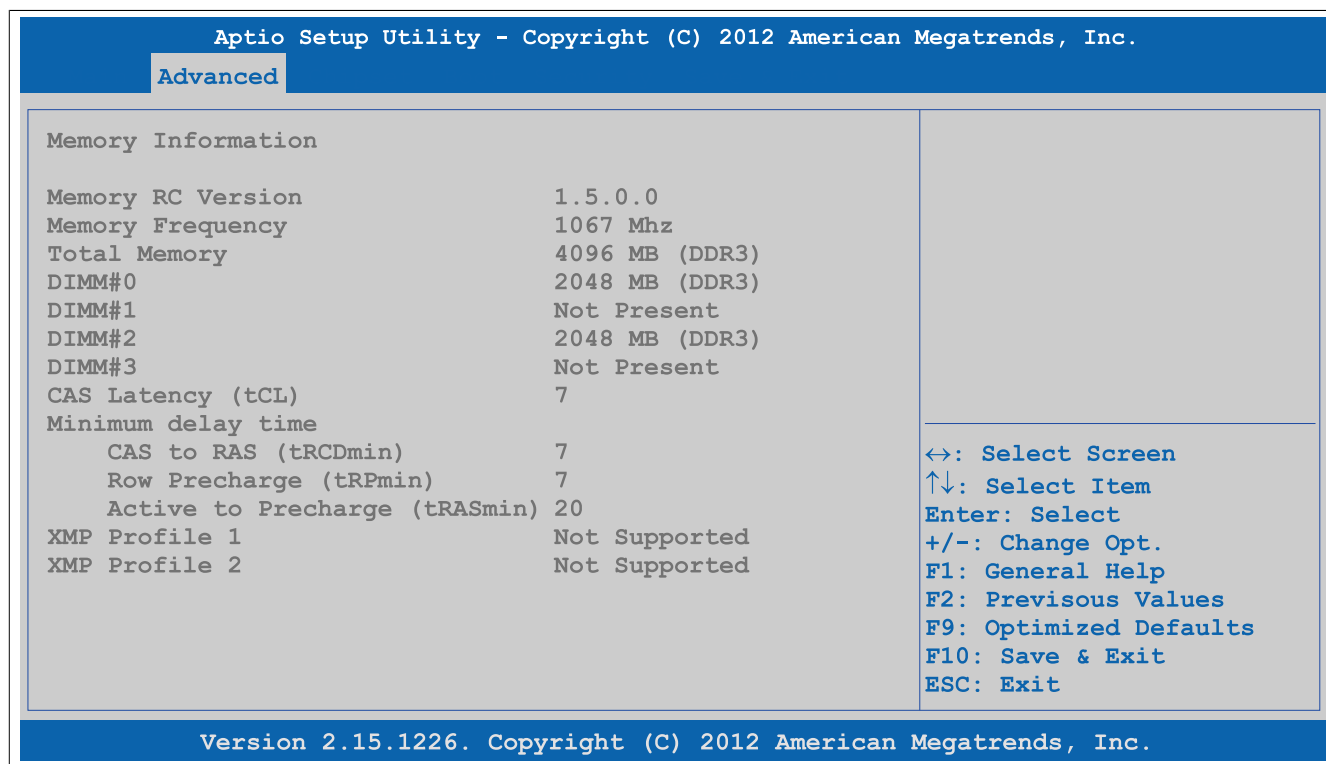 Aptio Setup Utility - Copyright (C) 2012 American Megatrends, Inc.
Advanced
Memory Information
Memory RC Version 1.5.0.0
Memory Frequency 1067 Mhz
Total Memory 4096 MB (DDR3)
DIMM#0 2048 MB (DDR3)
DIMM#1 Not Present
DIMM#2 2048 MB (DDR3)
DIMM#3 Not Present
CAS Latency (tCL) 7
Minimum delay time
CAS to RAS (tRCDmin) 7
Row Precharge (tRPmin) 7
Active to Precharge (tRASmin) 20
XMP Profile 1 Not Supported
XMP Profile 2 Not Supported
↔: Select Screen
↑↓: Select Item
Enter: Select
+/-: Change Opt.
F1: General Help
F2: Previsous Values
F9: Optimized Defaults
F10: Save & Exit
ESC: Exit
Version 2.15.1226. Copyright (C) 2012 American Megatrends, Inc.